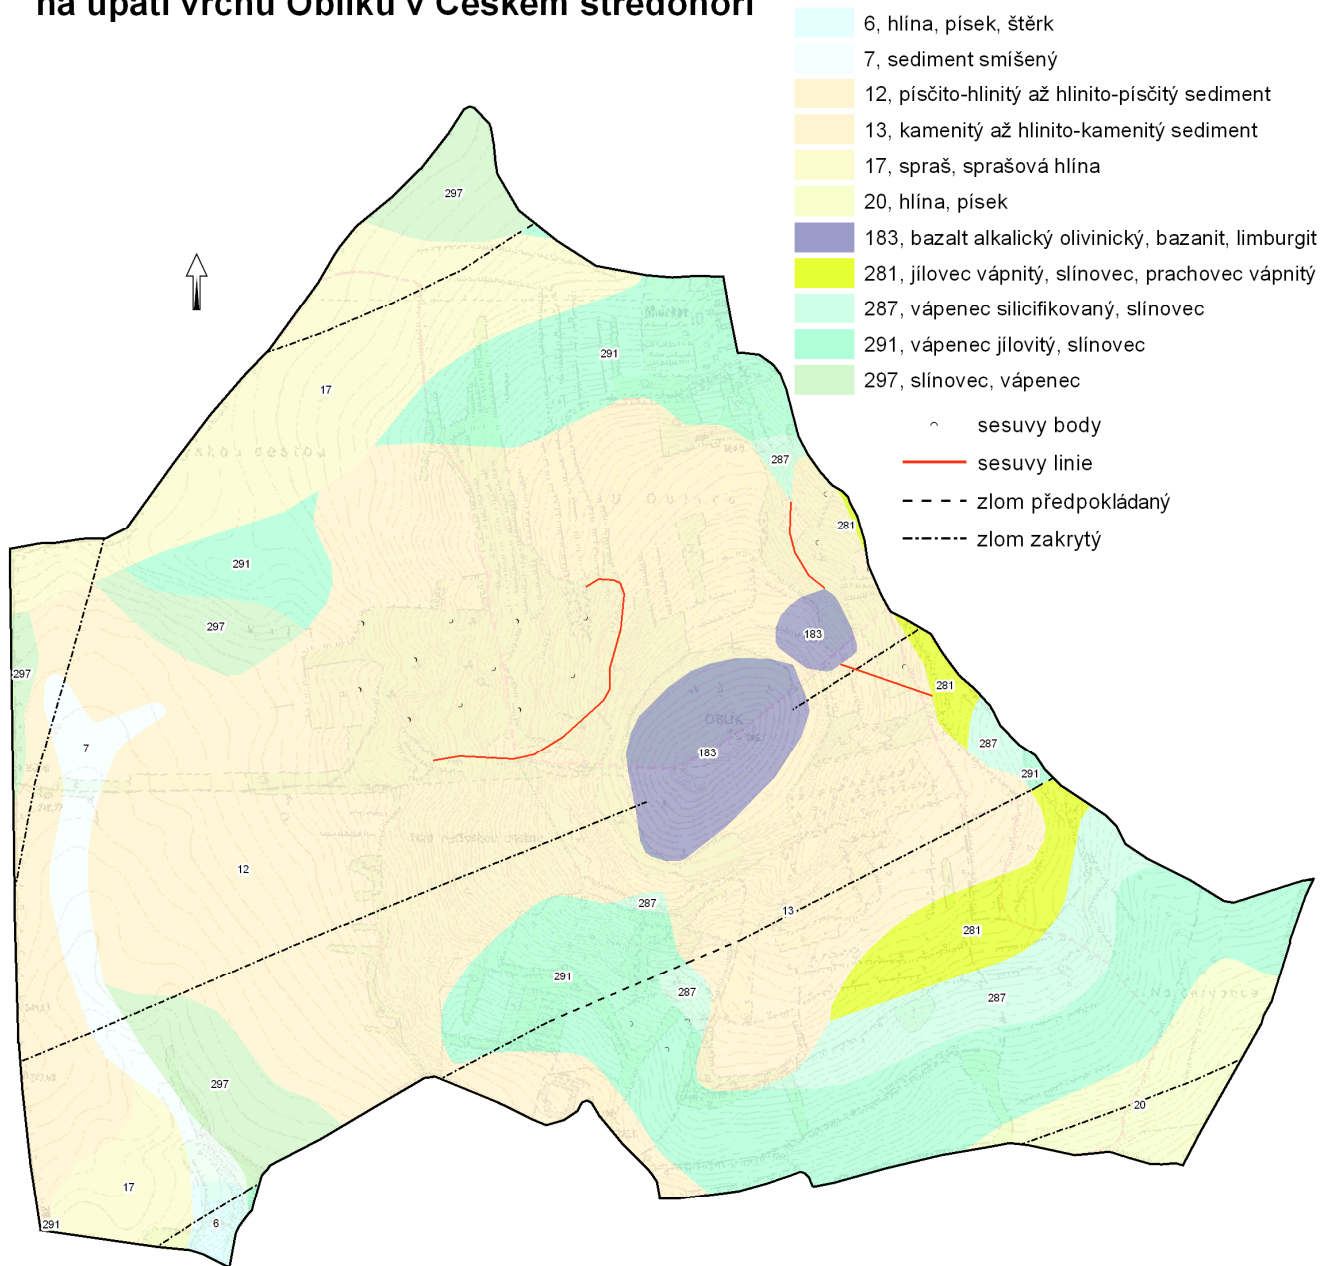 na úpatí vrchu Oblíku v Českém středohoří
6, hlína, písek, štěrk
7, sediment smíšený
12, písčito-hlinitý až hlinito-písčitý sediment
13, kamenitý až hlinito-kamenitý sediment
17, spraš, sprašová hlína
20, hlína, písek
183, bazalt alkalický olivinický, bazanit, limburgit
281, jílovec vápnitý, slínovec, prachovec vápnitý
287, vápenec silicifikovaný, slínovec
291, vápenec jílovitý, slínovec
297, slínovec, vápenec
sesuvy body
sesuvy linie
zlom předpokládaný
zlom zakrytý
297
291
17
287
281
291
297
183
297
281
OBLÍK
7
287
183
291
12
287
13
281
291
287
287
297
20
17
6
291